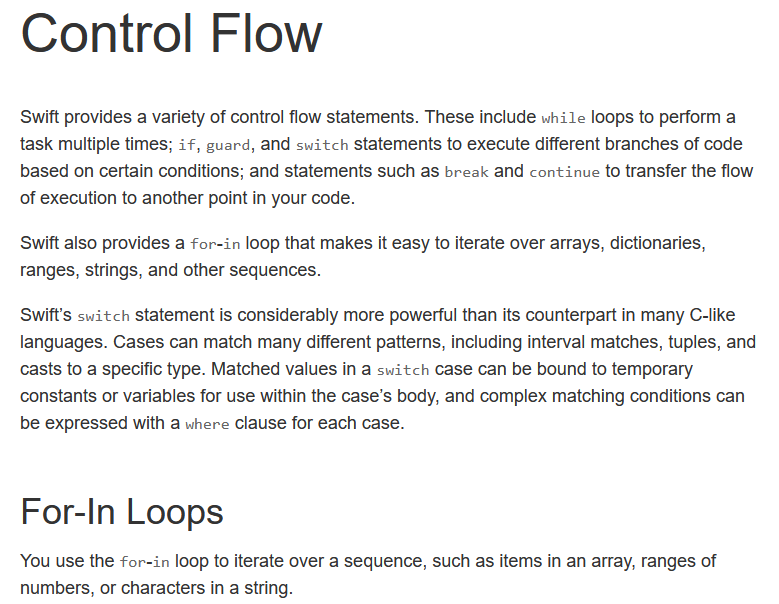 Control Flow
Swift provides a variety of control flow statements. These include while loops to perform a
task multiple times; if, guard, and switch statements to execute different branches of code
based on certain conditions; and statements such as break and continue to transfer the flow
of execution to another point in your code.
Swift also provides a for-in loop that makes it easy to iterate over arrays, dictionaries,
ranges, strings, and other sequences.
Swift’s switch statement is considerably more powerful than its counterpart in many C-like
languages. Cases can match many different patterns, including interval matches, tuples, and
casts to a specific type. Matched values in a switch case can be bound to temporary
constants or variables for use within the case’s body, and complex matching conditions can
be expressed with a where clause for each case.
For-In Loops
You use the for-in loop to iterate over a sequence, such as items in an array, ranges of
numbers, or characters in a string.